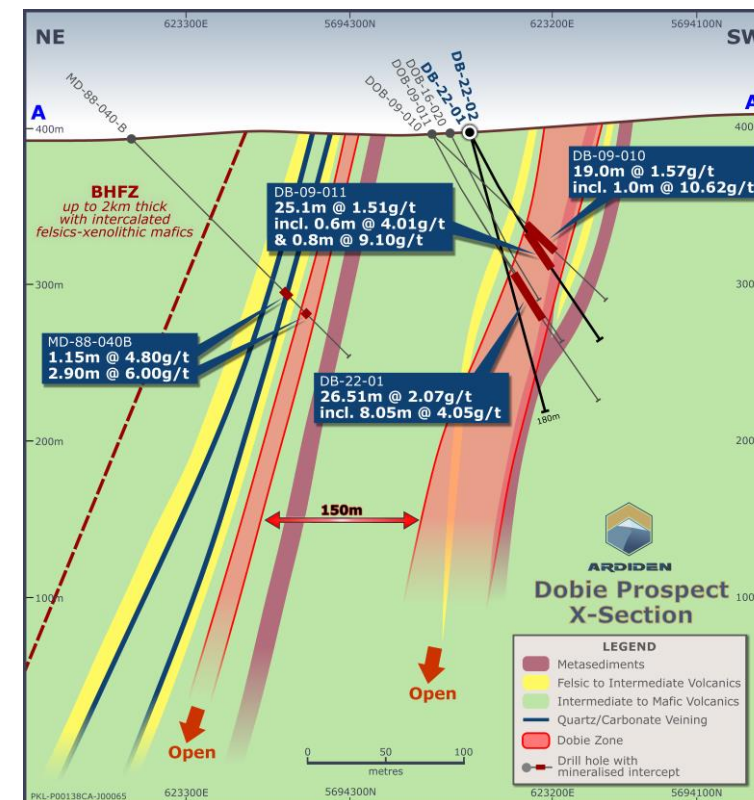 623300E
5694300N
623200E
5694100N
NE
SW
MD-88-040-B
DOB-09-010
DOB-09-011
DOB-16-020
DB-22-01
DB-22-02
A
A
400m
400
BHFZ
up to 2km thick
with intercalated
felsics-xenolithic mafics
DB-09-011
25.1m @ 1.51g/t
incl. 0.6m @ 4.01g/t
& 0.8m @ 9.10g/t
DB-09-010
19.0m @ 1.57g/t
incl. 1.0m @ 10.62g/t
300m
300
MD-88-040B
1.15m @ 4.80g/t
2.90m @ 6.00g/t
DB-22-01
26.51m @ 2.07g/t
incl. 8.05m @ 4.05g/t
180m
200m
200
150m
ARDIDEN
Dobie Prospect
X-Section
100m
100
LEGEND
Metasediments
Felsic to Intermediate Volcanics
Intermediate to Mafic Volcanics
Quartz/Carbonate Veining
Dobie Zone
Drill hole with
mineralised intercept
Open
Open
0
50
100
metres
PKL-P00138CA-J00065
623300E
5694300N
623200E
5694100N